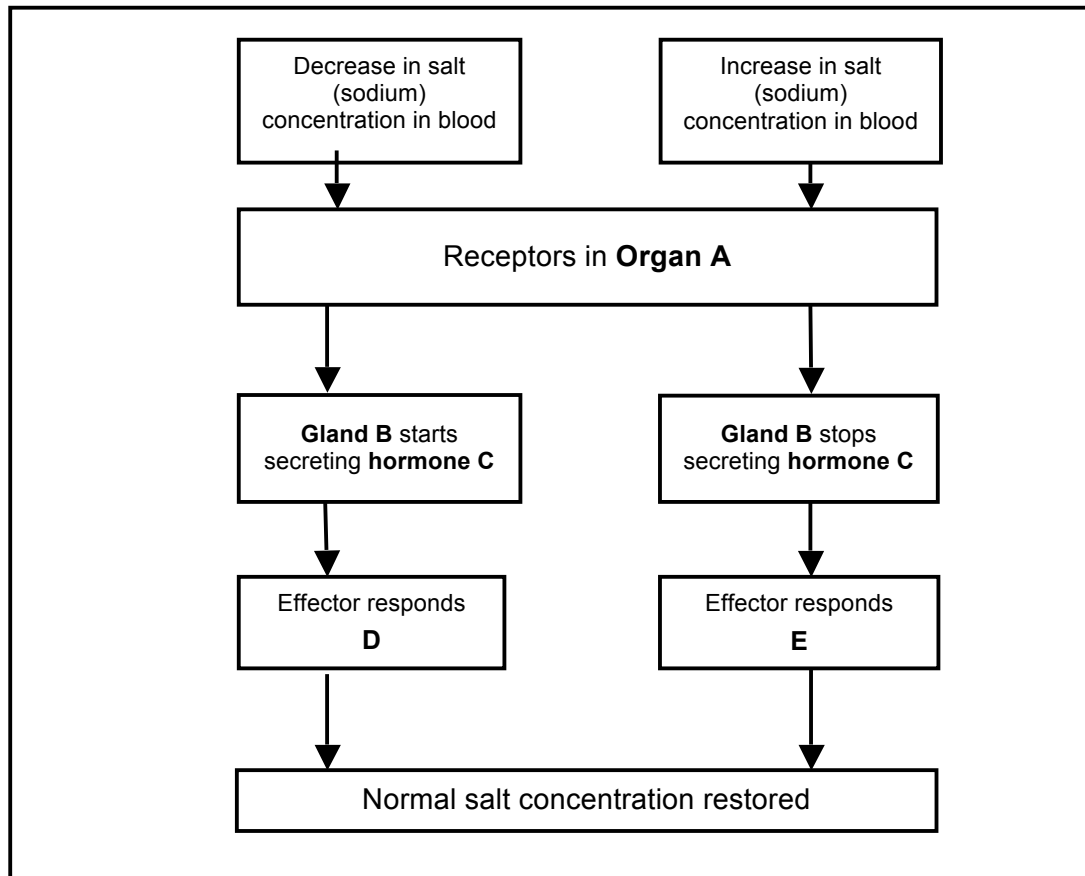 Decrease in salt
(sodium)
concentration in blood
Increase in salt
(sodium)
concentration in blood
Receptors in Organ A
Gland B starts
secreting hormone C
Gland B stops
secreting hormone C
Effector responds
D
Effector responds
E
Normal salt concentration restored